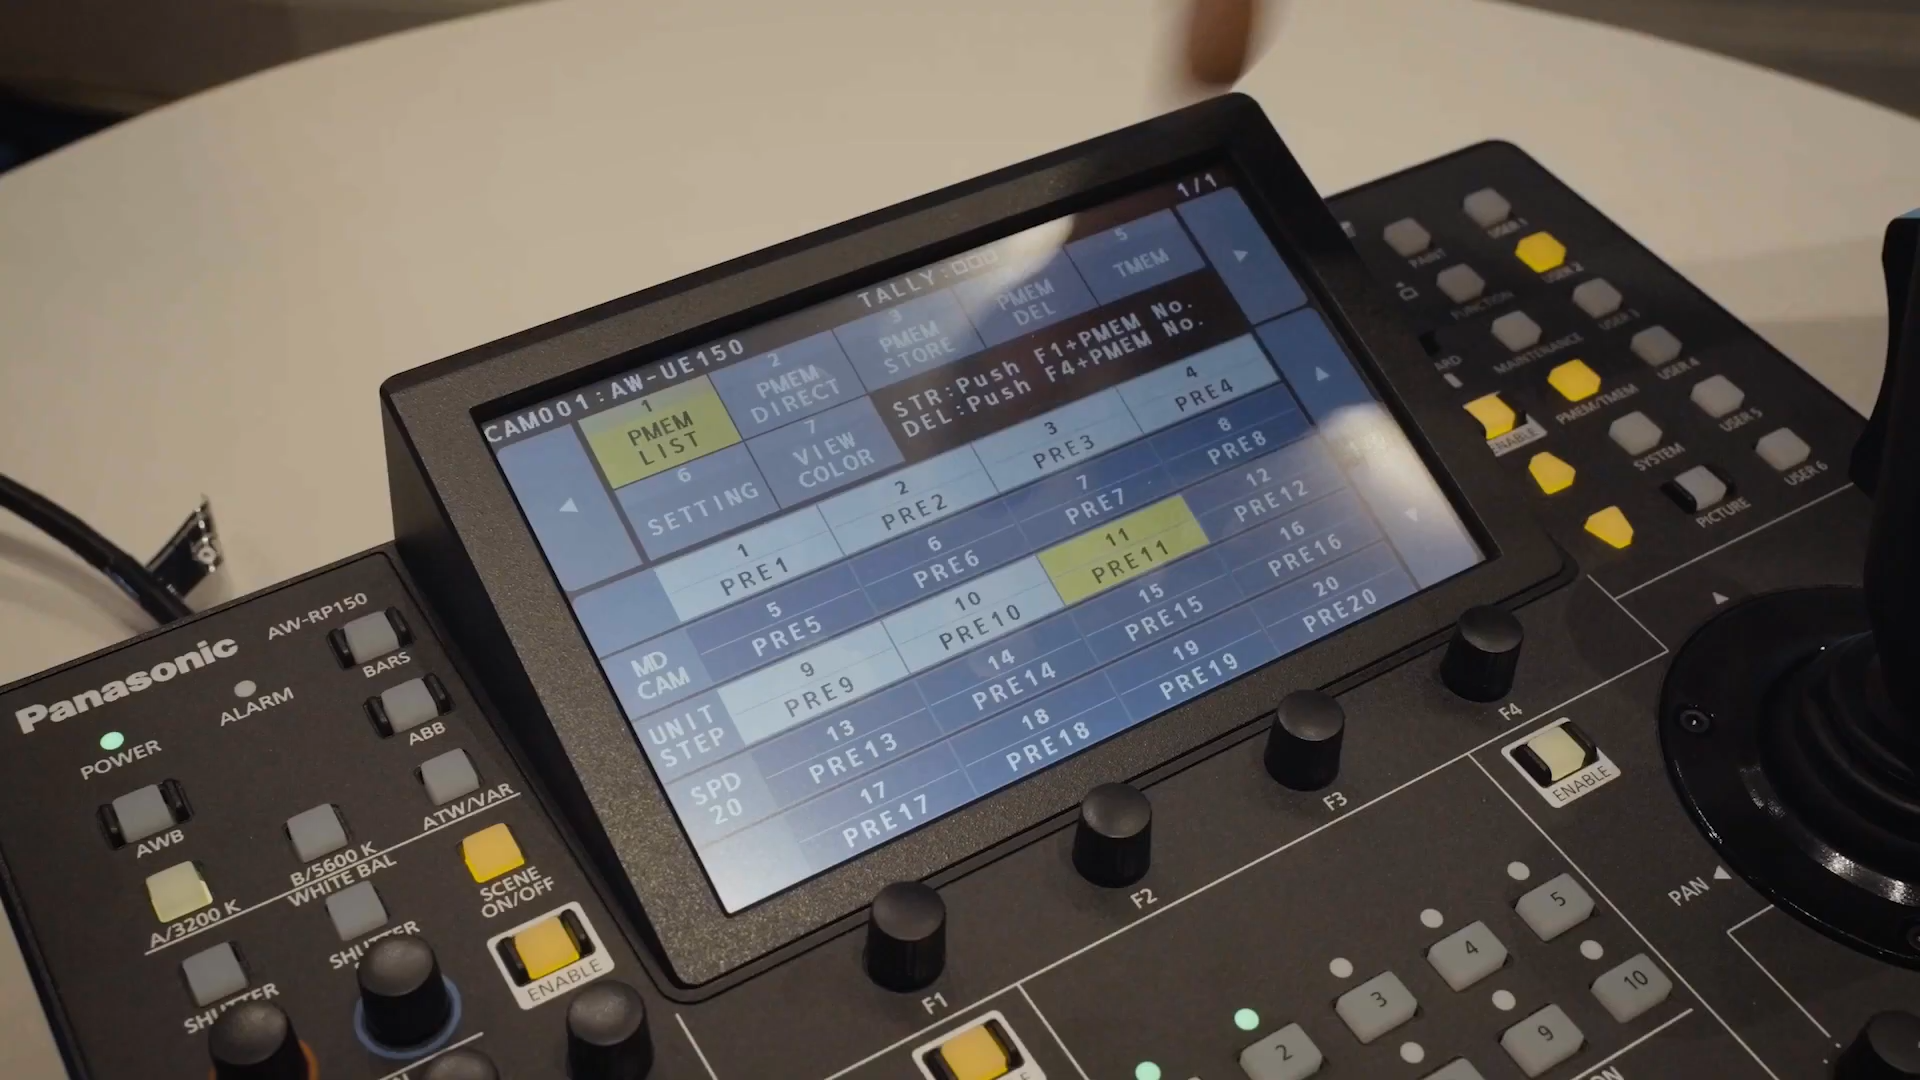 1/1
CAM001:AW-UE150
TALLY:000
1
PMEM
LIST
2
PMEM
DIRECT
3
PMEM
STORE
PMEM
DEL
5
TMEM
6
SETTING
7
VIEW
COLOR
STR:Push F1+PMEM No.
DEL:Push F4+PMEM No.
1
PRE1
2
PRE2
3
PRE3
4
PRE4
5
PRE5
6
PRE6
7
PRE7
8
PRE8
9
PRE9
10
PRE10
11
PRE11
12
PRE12
13
PRE13
14
PRE14
15
PRE15
16
PRE16
17
PRE17
18
PRE18
19
PRE19
20
PRE20
MD
CAM
UNIT
STEP
SPD
20
Panasonic
AW-RP150
POWER
ALARM
BARS
ABB
ATW/VAR
AWB
A/3200 K
B/5600 K
WHITE BAL
SHUTTER
SCENE
ON/OFF
ENABLE
F1
F2
F3
F4
ENABLE
PAINT
FUNCTION
MAINTENANCE
PMEM/TMEM
SYSTEM
PICTURE
USER 1
USER 2
USER 3
USER 4
USER 5
USER 6
ENABLE
PAN
2
3
4
5
9
10